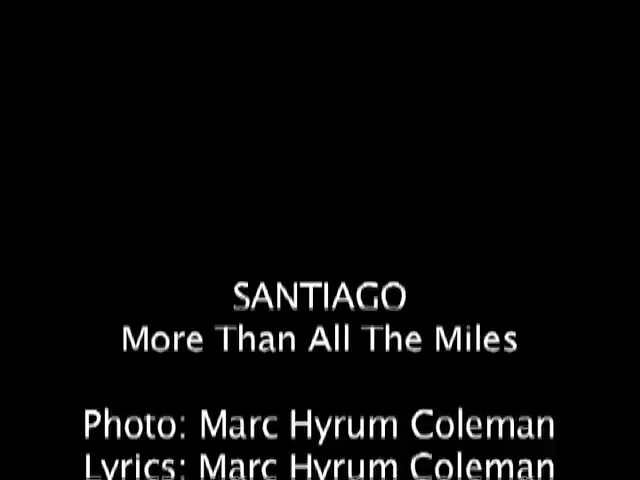 SANTIAGO
More Than All The Miles
Photo: Marc Hyrum Coleman
Lyrics: Marc Hyrum Coleman